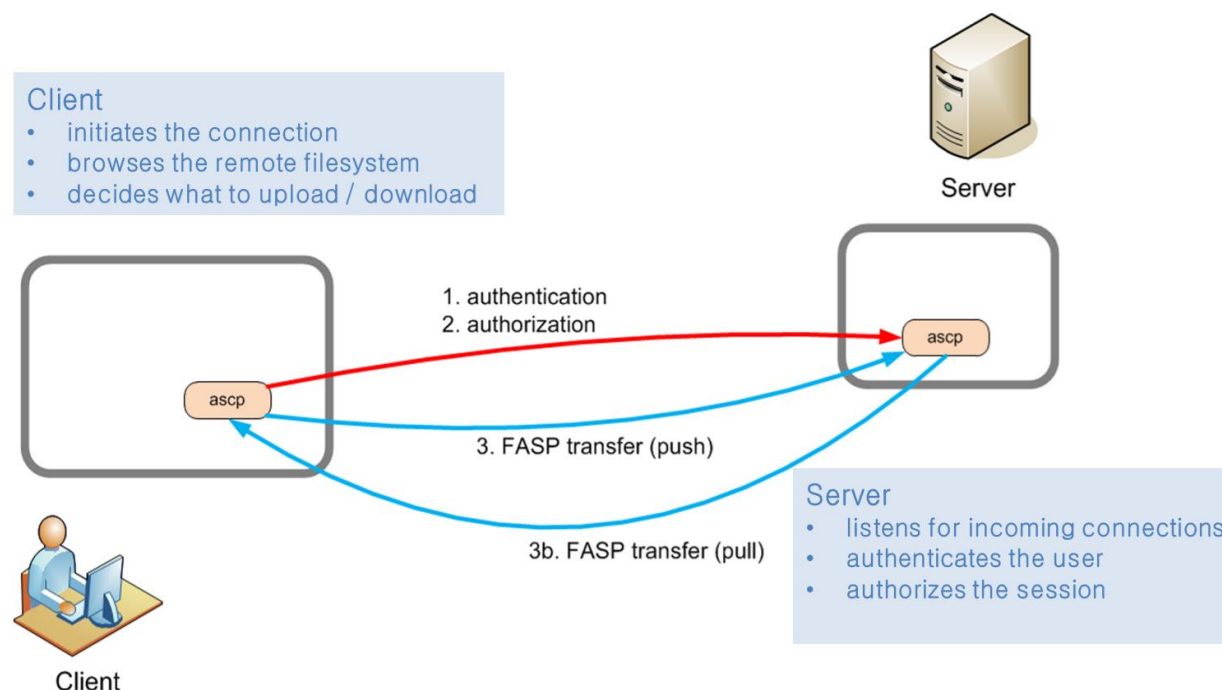 Client
• initiates the connection
• browses the remote filesystem
• decides what to upload / download
Server
1. authentication
2. authorization
ascp
ascp
3. FASP transfer (push)
3b. FASP transfer (pull)
Server
• listens for incoming connections
• authenticates the user
• authorizes the session
Client